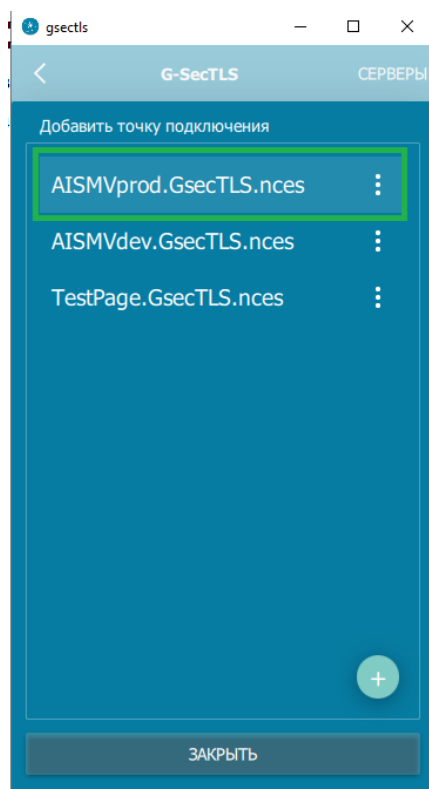 gsectls
G-SecTLS СЕРВЕРЫ
Добавить точку подключения
AISMVprod.GsecTLS.nces
AISMVdev.GsecTLS.nces
TestPage.GsecTLS.nces
+
ЗАКРЫТЬ